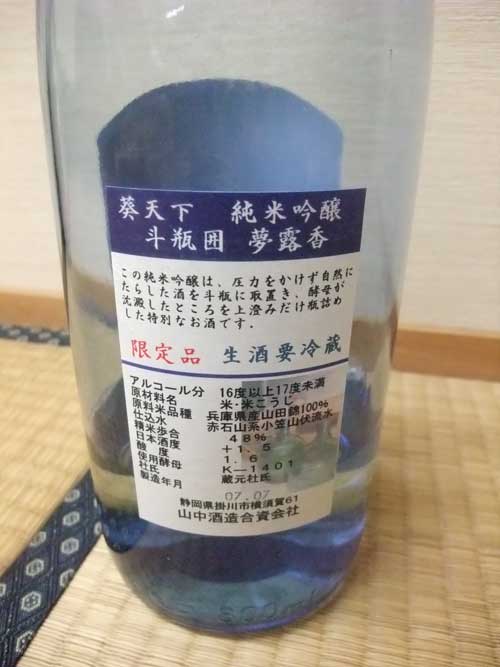 葵天下 純米吟醸
斗瓶囲 夢露香
この純米吟醸は、圧力をかけず自然に
たらした酒を斗瓶に取置き、酵母が
沈澱したところを上澄みだけ瓶詰め
した特別なお酒です。
限定品 生酒要冷蔵
アルコール分 16度以上17度未満
原材料名 米・米こうじ
原料米品種 兵庫県産山田錦100%
仕込水 赤石山系小笠山伏流水
精米歩合 48%
日本酒度 +1.5
酸度 1.6
使用酵母 K-1401
杜氏 蔵元杜氏
製造年月 07.07
静岡県掛川市横須賀61
山中酒造合資会社